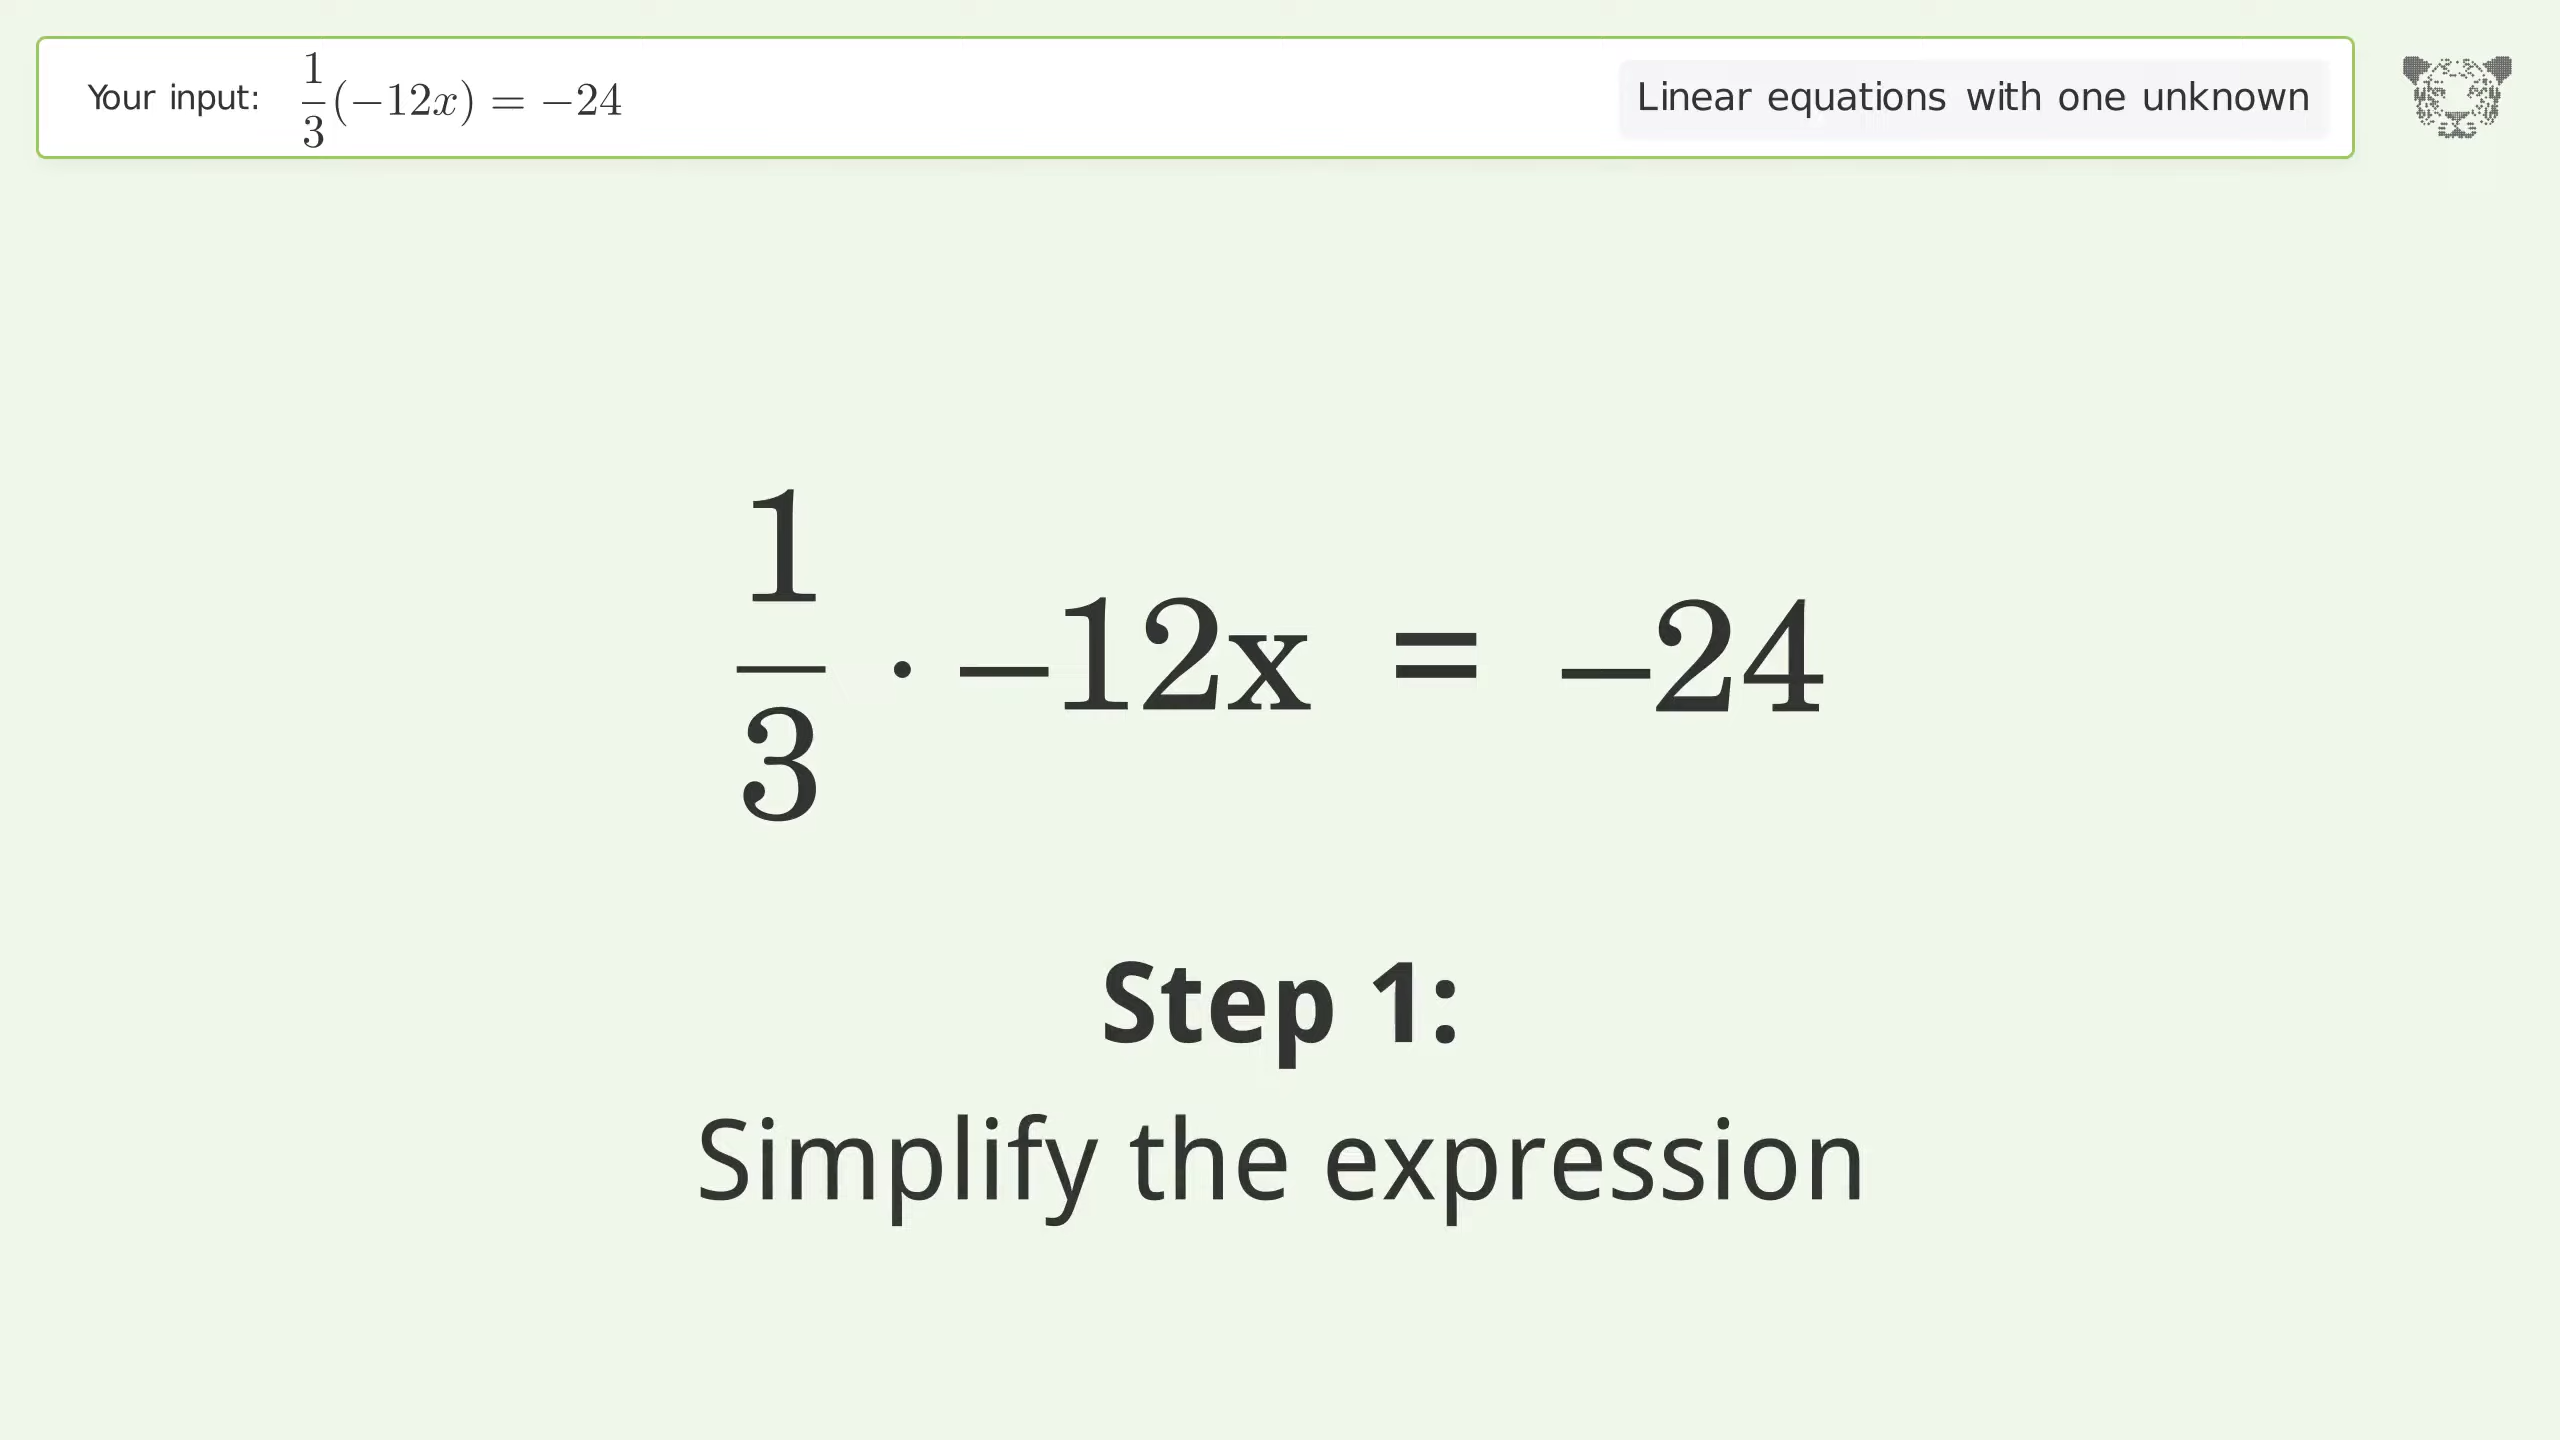 Your input: 1/3(−12x) = −24
Linear equations with one unknown
1/3 · −12x = −24
Step 1:
Simplify the expression